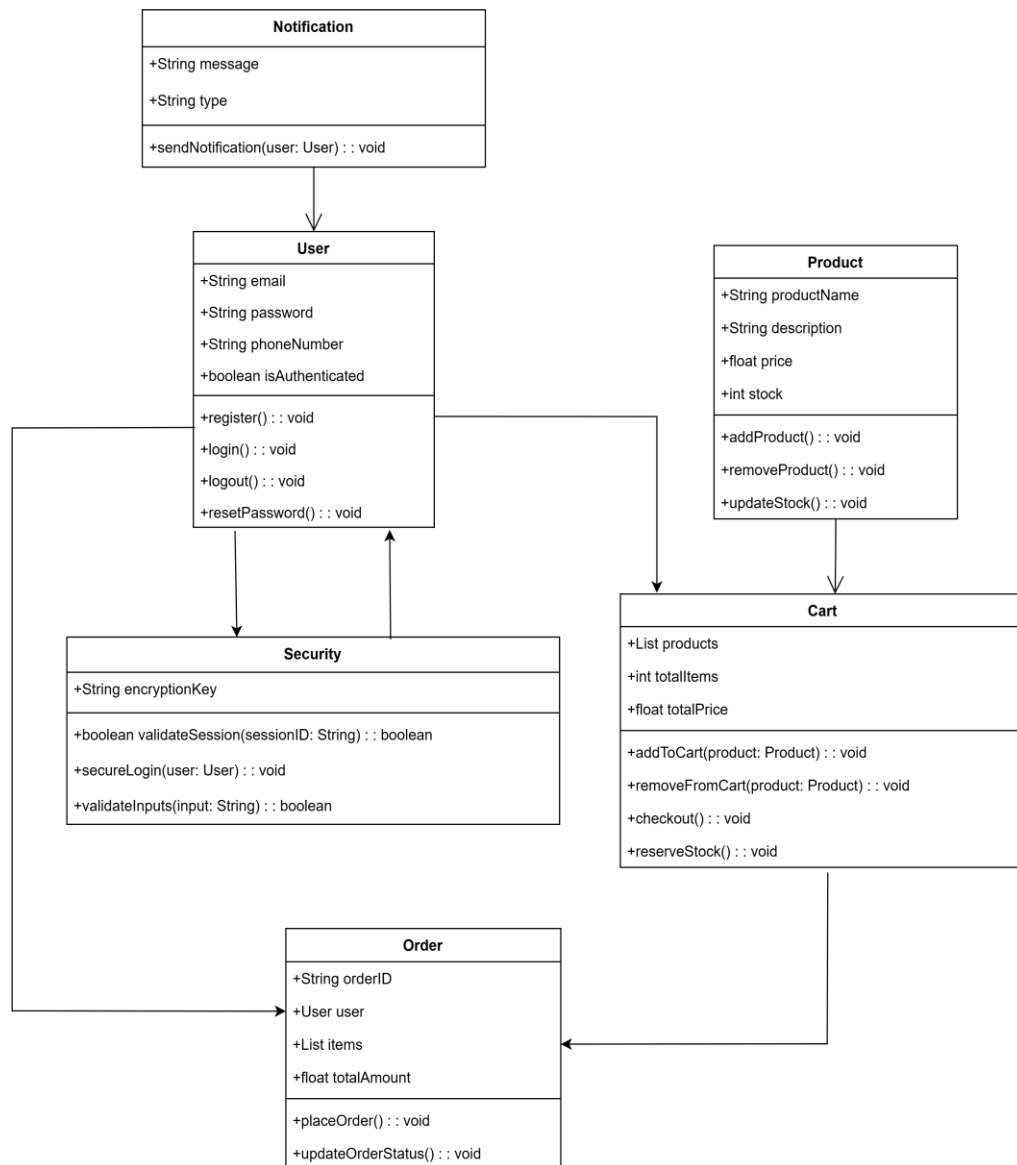 Notification
+String message
+String type
+sendNotification(user: User) : : void
User
+String email
+String password
+String phoneNumber
+boolean isAuthenticated
+register() : : void
+login() : : void
+logout() : : void
+resetPassword() : : void
Product
+String productName
+String description
+float price
+int stock
+addProduct() : : void
+removeProduct() : : void
+updateStock() : : void
Security
+String encryptionKey
+boolean validateSession(sessionID: String) : : boolean
+secureLogin(user: User) : : void
+validateInputs(input: String) : : boolean
Cart
+List products
+int totalItems
+float totalPrice
+addToCart(product: Product) : : void
+removeFromCart(product: Product) : : void
+checkout() : : void
+reserveStock() : : void
Order
+String orderID
+User user
+List items
+float totalAmount
+placeOrder() : : void
+updateOrderStatus() : : void